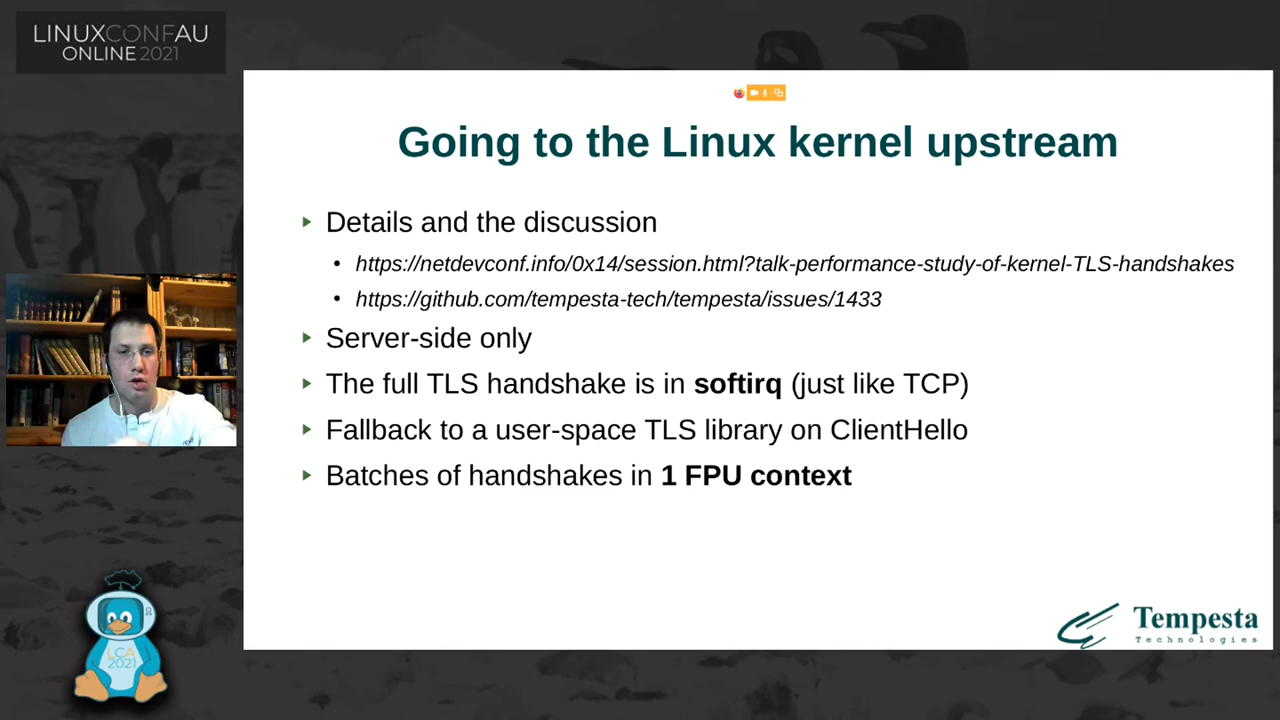 LINUXCONFAU
ONLINE 2021
Going to the Linux kernel upstream
Details and the discussion
https://netdevconf.info/0x14/session.html?talk-performance-study-of-kernel-TLS-handshakes
https://github.com/tempesta-tech/tempesta/issues/1433
Server-side only
The full TLS handshake is in softirq (just like TCP)
Fallback to a user-space TLS library on ClientHello
Batches of handshakes in 1 FPU context
LCA
2021
Tempesta
Technologies